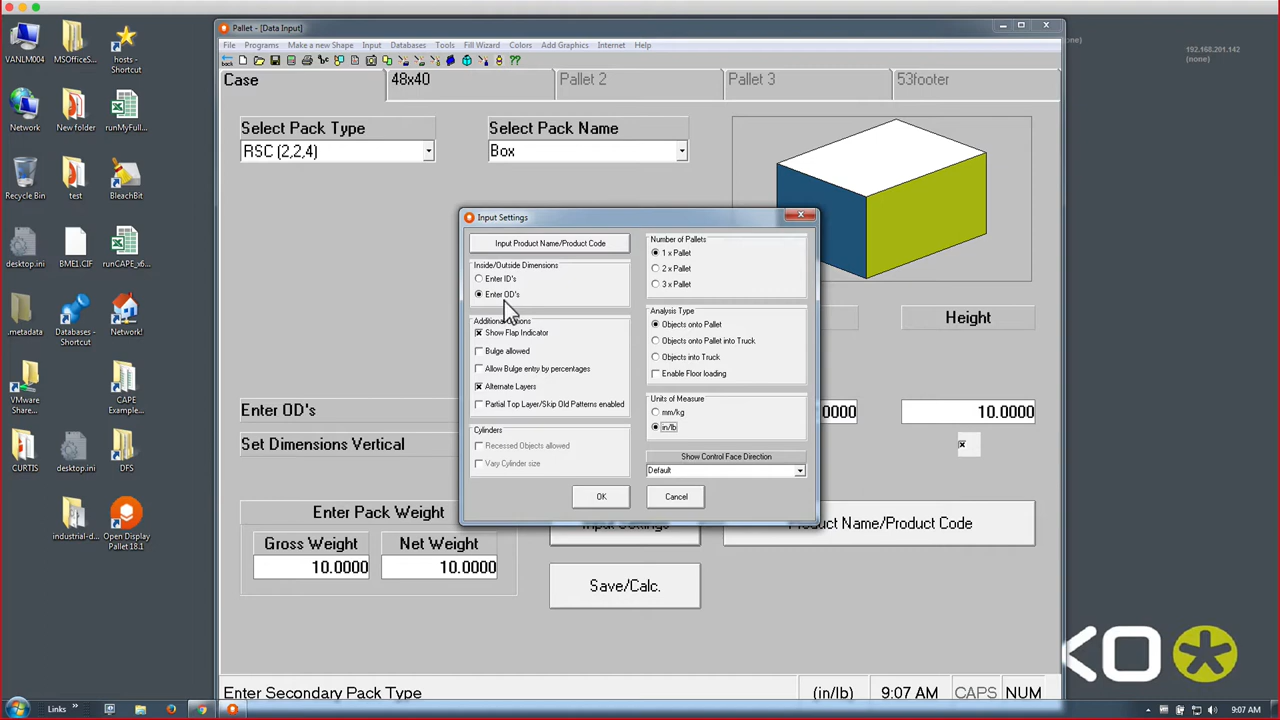 Pallet - [Data Input]
File Programs Make a new Shape Input Databases Tools Fill Wizard Colors Add Graphics Internet Help
Case 48x40 Pallet 2 Pallet 3 53footer
Select Pack Type Select Pack Name
RSC (2,2,4) Box
Input Settings
Input Product Name/Product Code
Inside/Outside Dimensions
Enter ID's
Enter OD's
Show Flap Indicator
Bulge allowed
Allow Bulge entry by percentages
Alternate Layers
Partial Top Layer/Skip Old Patterns enabled
Cylinders
Recessed Objects allowed
Vary Cylinder size
Number of Pallets
1 x Pallet
2 x Pallet
3 x Pallet
Analysis Type
Objects onto Pallet
Objects onto Pallet into Truck
Objects into Truck
Enable Floor loading
Units of Measure
mm/kg
in/lb
Show Control Face Direction
Default
OK Cancel
Height
Enter OD's 10.0000
Set Dimensions Vertical
Enter Pack Weight
Gross Weight Net Weight
10.0000 10.0000
Product Name/Product Code
Save/Calc.
Enter Secondary Pack Type (in/lb) 9:07 AM CAPS NUM
VANLM004
MSOfficeS...
hosts - Shortcut
Network
New folder
runMyFull...
Recycle Bin
test
BleachBit
desktop.ini
BME1.CIF
runCAPE_x6...
.metadata
Databases - Shortcut
Network!
VMware Share...
CAPE Example...
CURTIS
desktop.ini
DFS
industrial-d...
Open Display Pallet 18.1
192.168.201.142
(none)
KO
Links »
9:07 AM